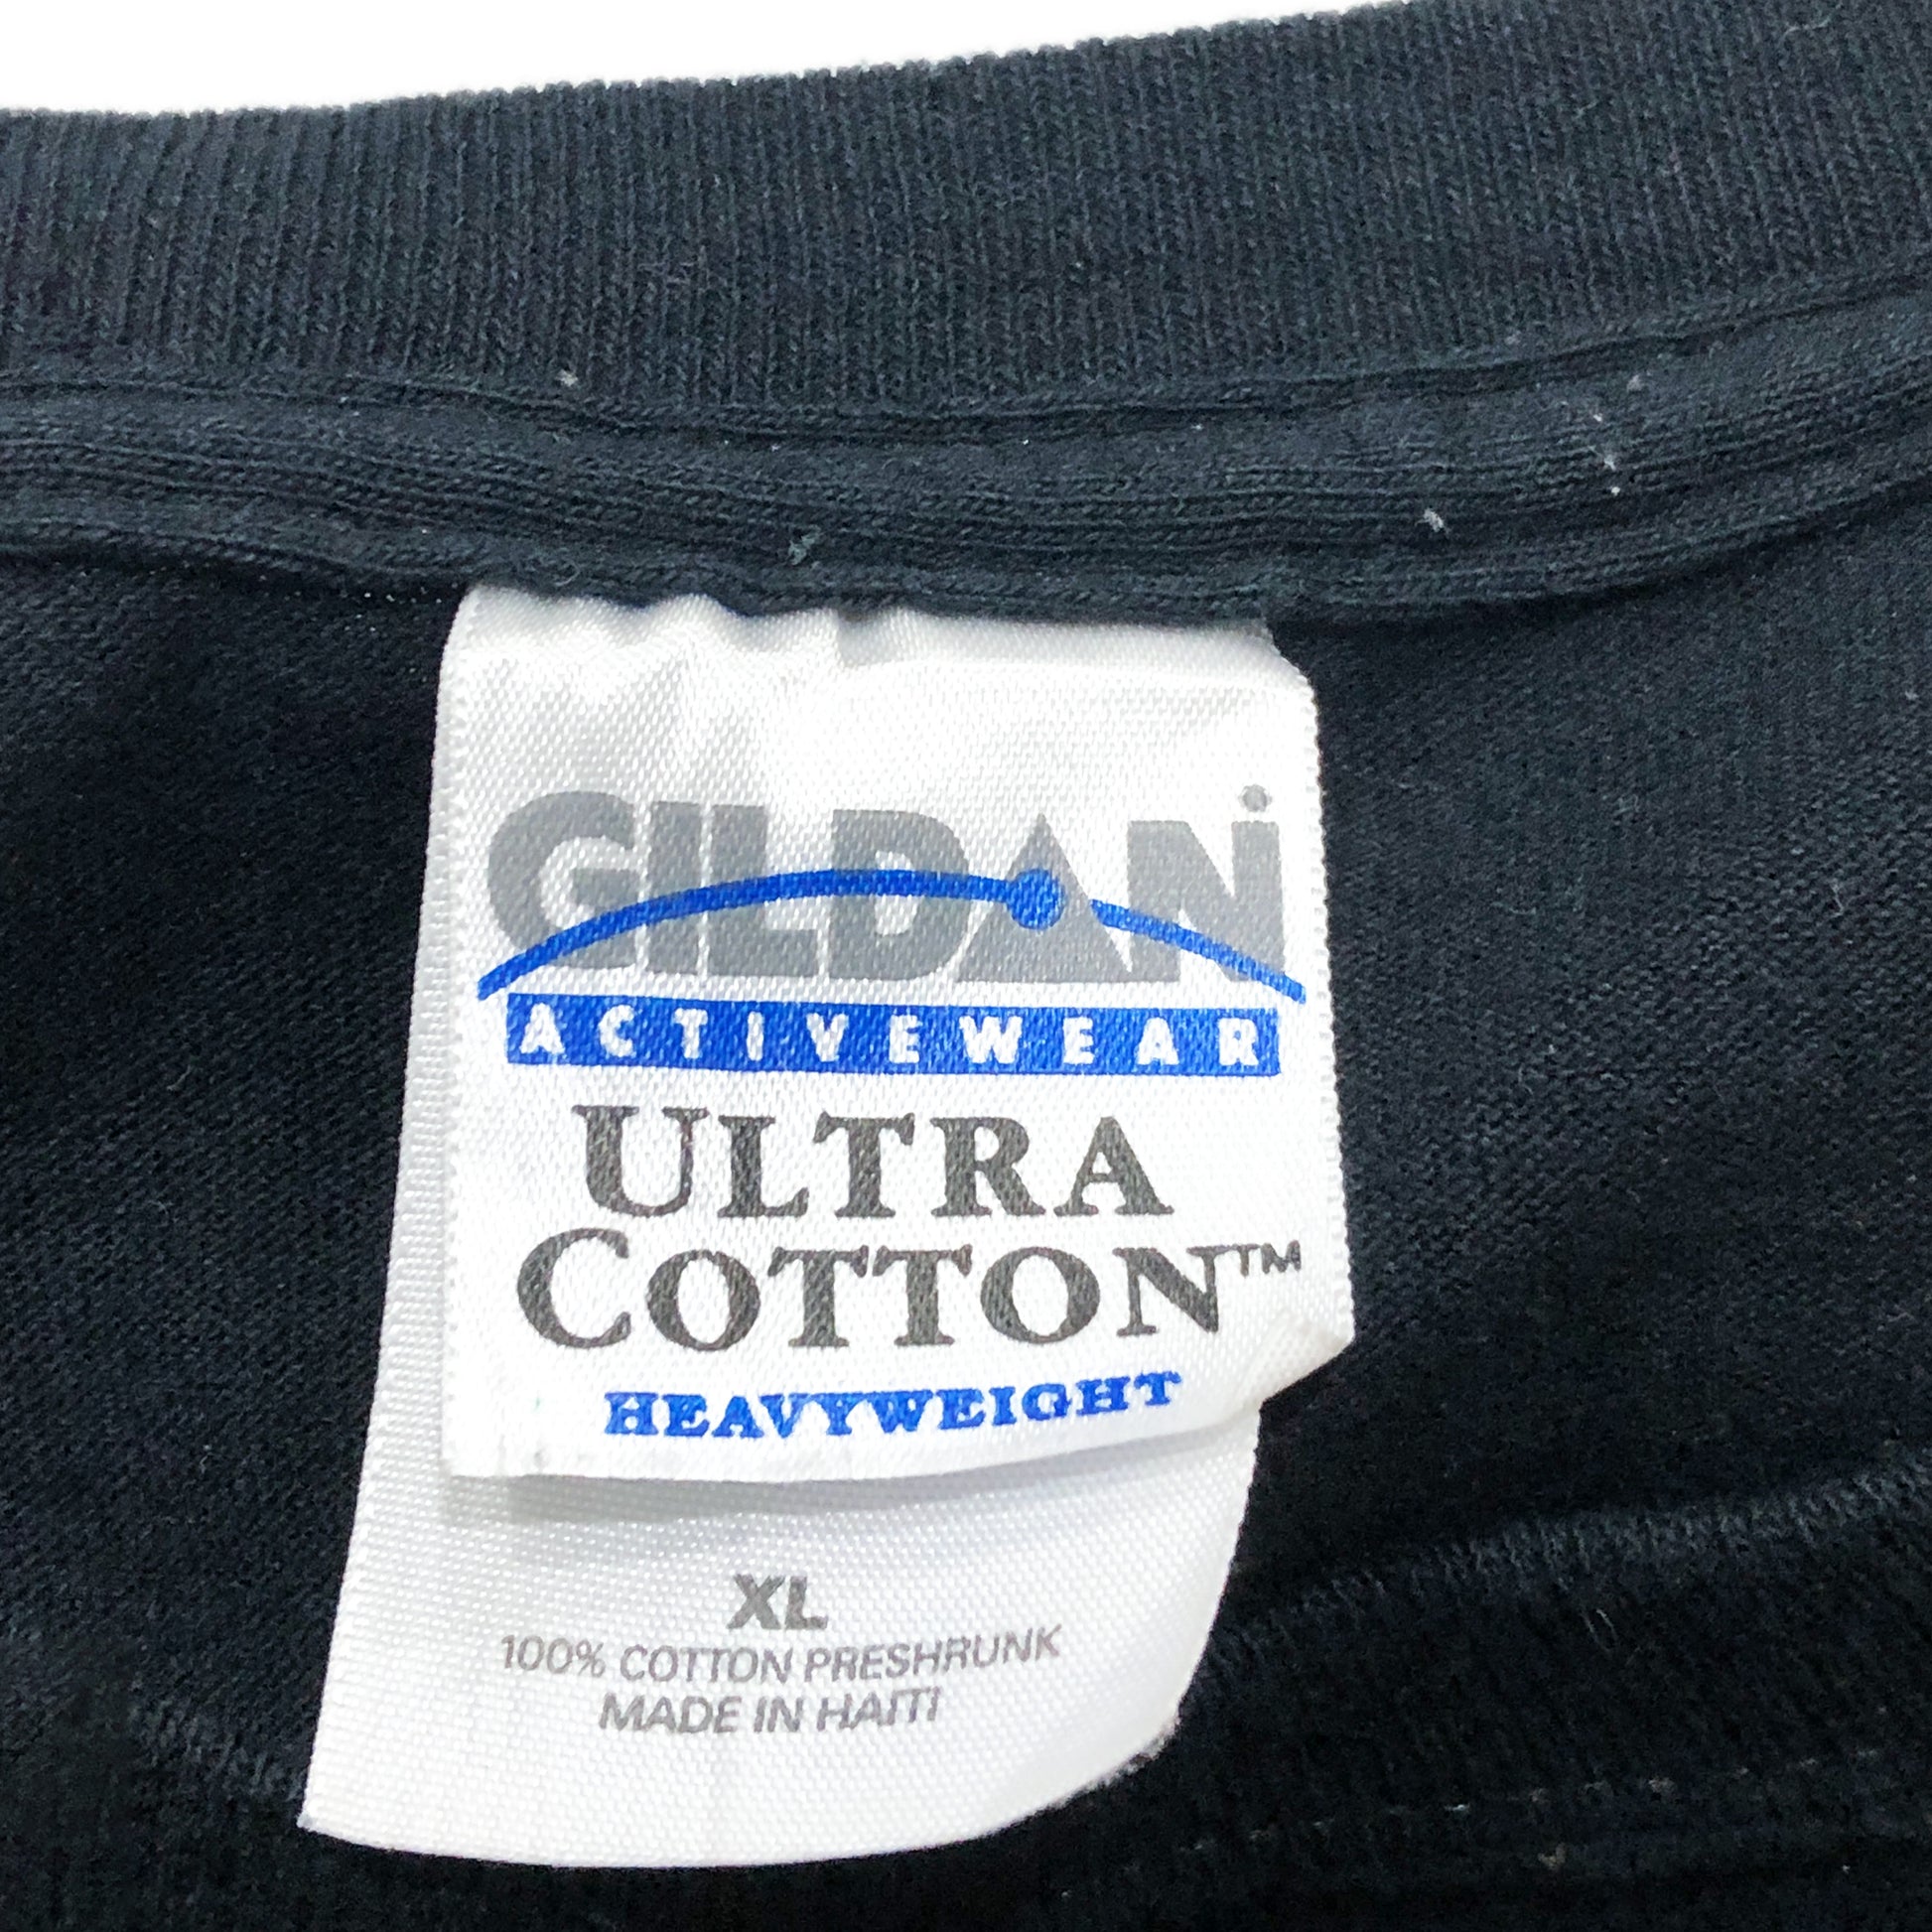 GILDAN
ACTIVEWEAR
ULTRA
COTTON™
HEAVYWEIGHT
XL
100% COTTON PRESHRUNK
MADE IN HAITI